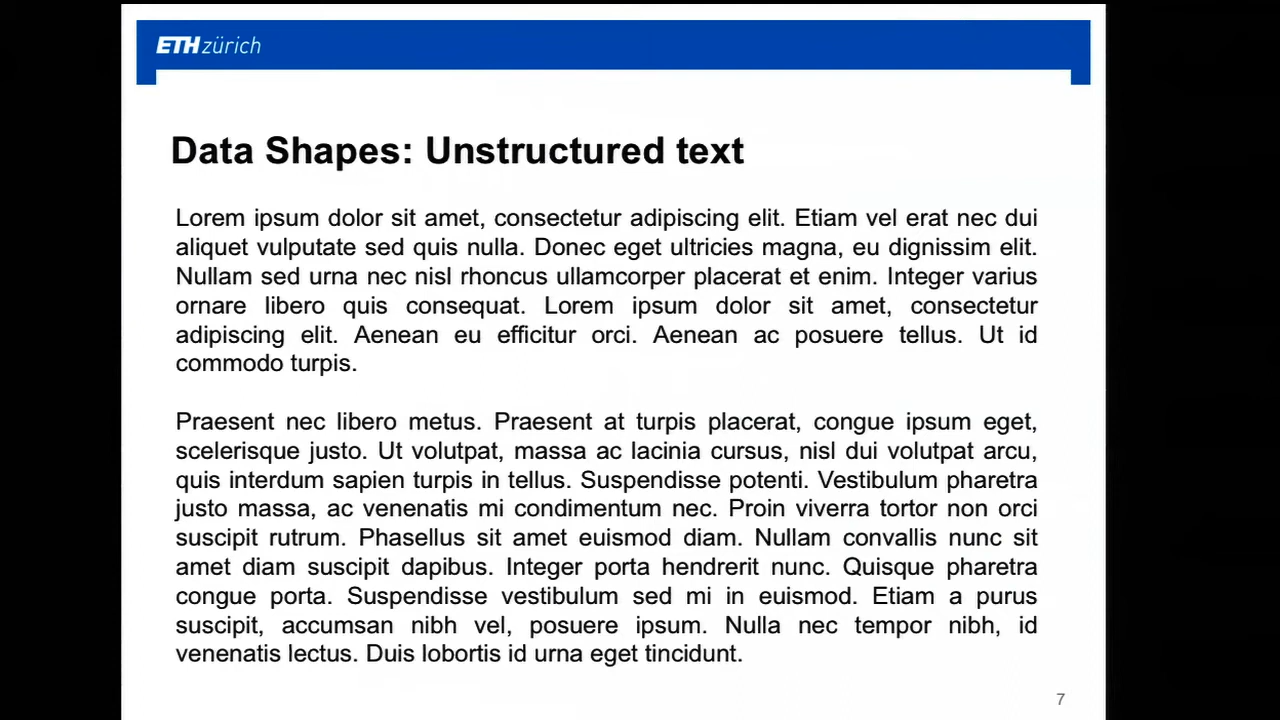 ETH zürich
Data Shapes: Unstructured text
Lorem ipsum dolor sit amet, consectetur adipiscing elit. Etiam vel erat nec dui
aliquet vulputate sed quis nulla. Donec eget ultricies magna, eu dignissim elit.
Nullam sed urna nec nisl rhoncus ullamcorper placerat et enim. Integer varius
ornare libero quis consequat. Lorem ipsum dolor sit amet, consectetur
adipiscing elit. Aenean eu efficitur orci. Aenean ac posuere tellus. Ut id
commodo turpis.
Praesent nec libero metus. Praesent at turpis placerat, congue ipsum eget,
scelerisque justo. Ut volutpat, massa ac lacinia cursus, nisl dui volutpat arcu,
quis interdum sapien turpis in tellus. Suspendisse potenti. Vestibulum pharetra
justo massa, ac venenatis mi condimentum nec. Proin viverra tortor non orci
suscipit rutrum. Phasellus sit amet euismod diam. Nullam convallis nunc sit
amet diam suscipit dapibus. Integer porta hendrerit nunc. Quisque pharetra
congue porta. Suspendisse vestibulum sed mi in euismod. Etiam a purus
suscipit, accumsan nibh vel, posuere ipsum. Nulla nec tempor nibh, id
venenatis lectus. Duis lobortis id urna eget tincidunt.
7